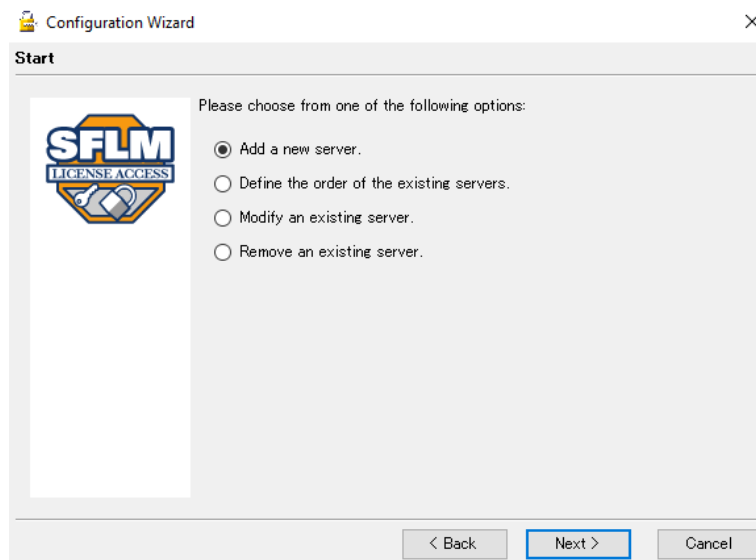 Configuration Wizard
Start
Please choose from one of the following options:
SFLM
LICENSE ACCESS
Add a new server.
Define the order of the existing servers.
Modify an existing server.
Remove an existing server.
< Back
Next >
Cancel